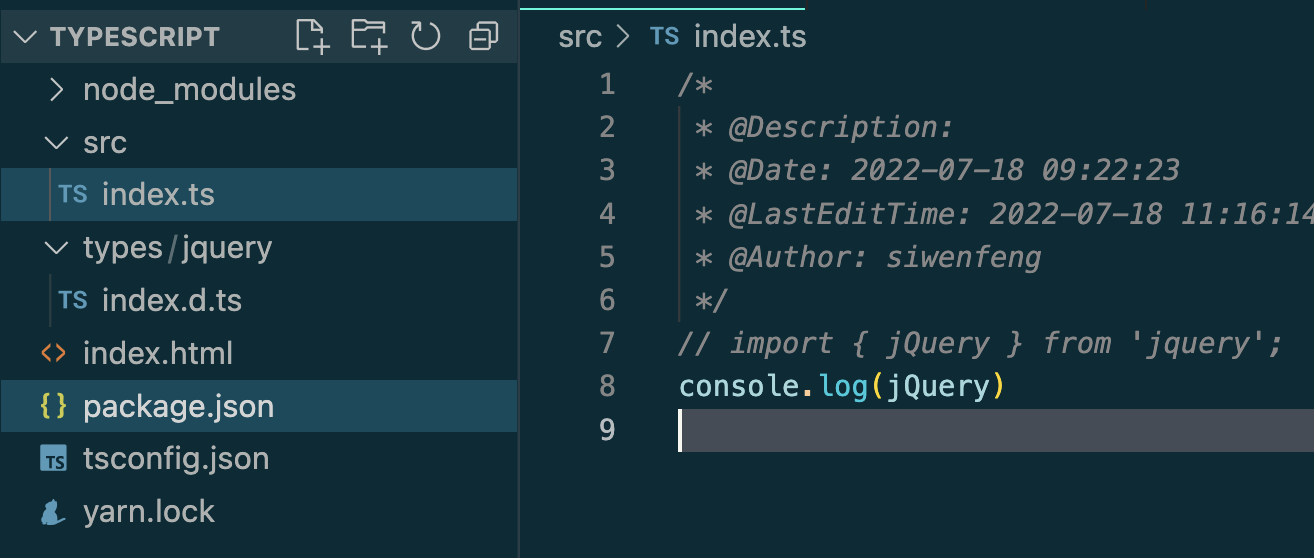 TYPESCRIPT
node_modules
src
TS index.ts
types/jquery
TS index.d.ts
<> index.html
{} package.json
TS tsconfig.json
yarn.lock
src > TS index.ts
1 /*
2 * @Description:
3 * @Date: 2022-07-18 09:22:23
4 * @LastEditTime: 2022-07-18 11:16:14
5 * @Author: siwenfeng
6 */
7 // import { jQuery } from 'jquery';
8 console.log(jQuery)
9